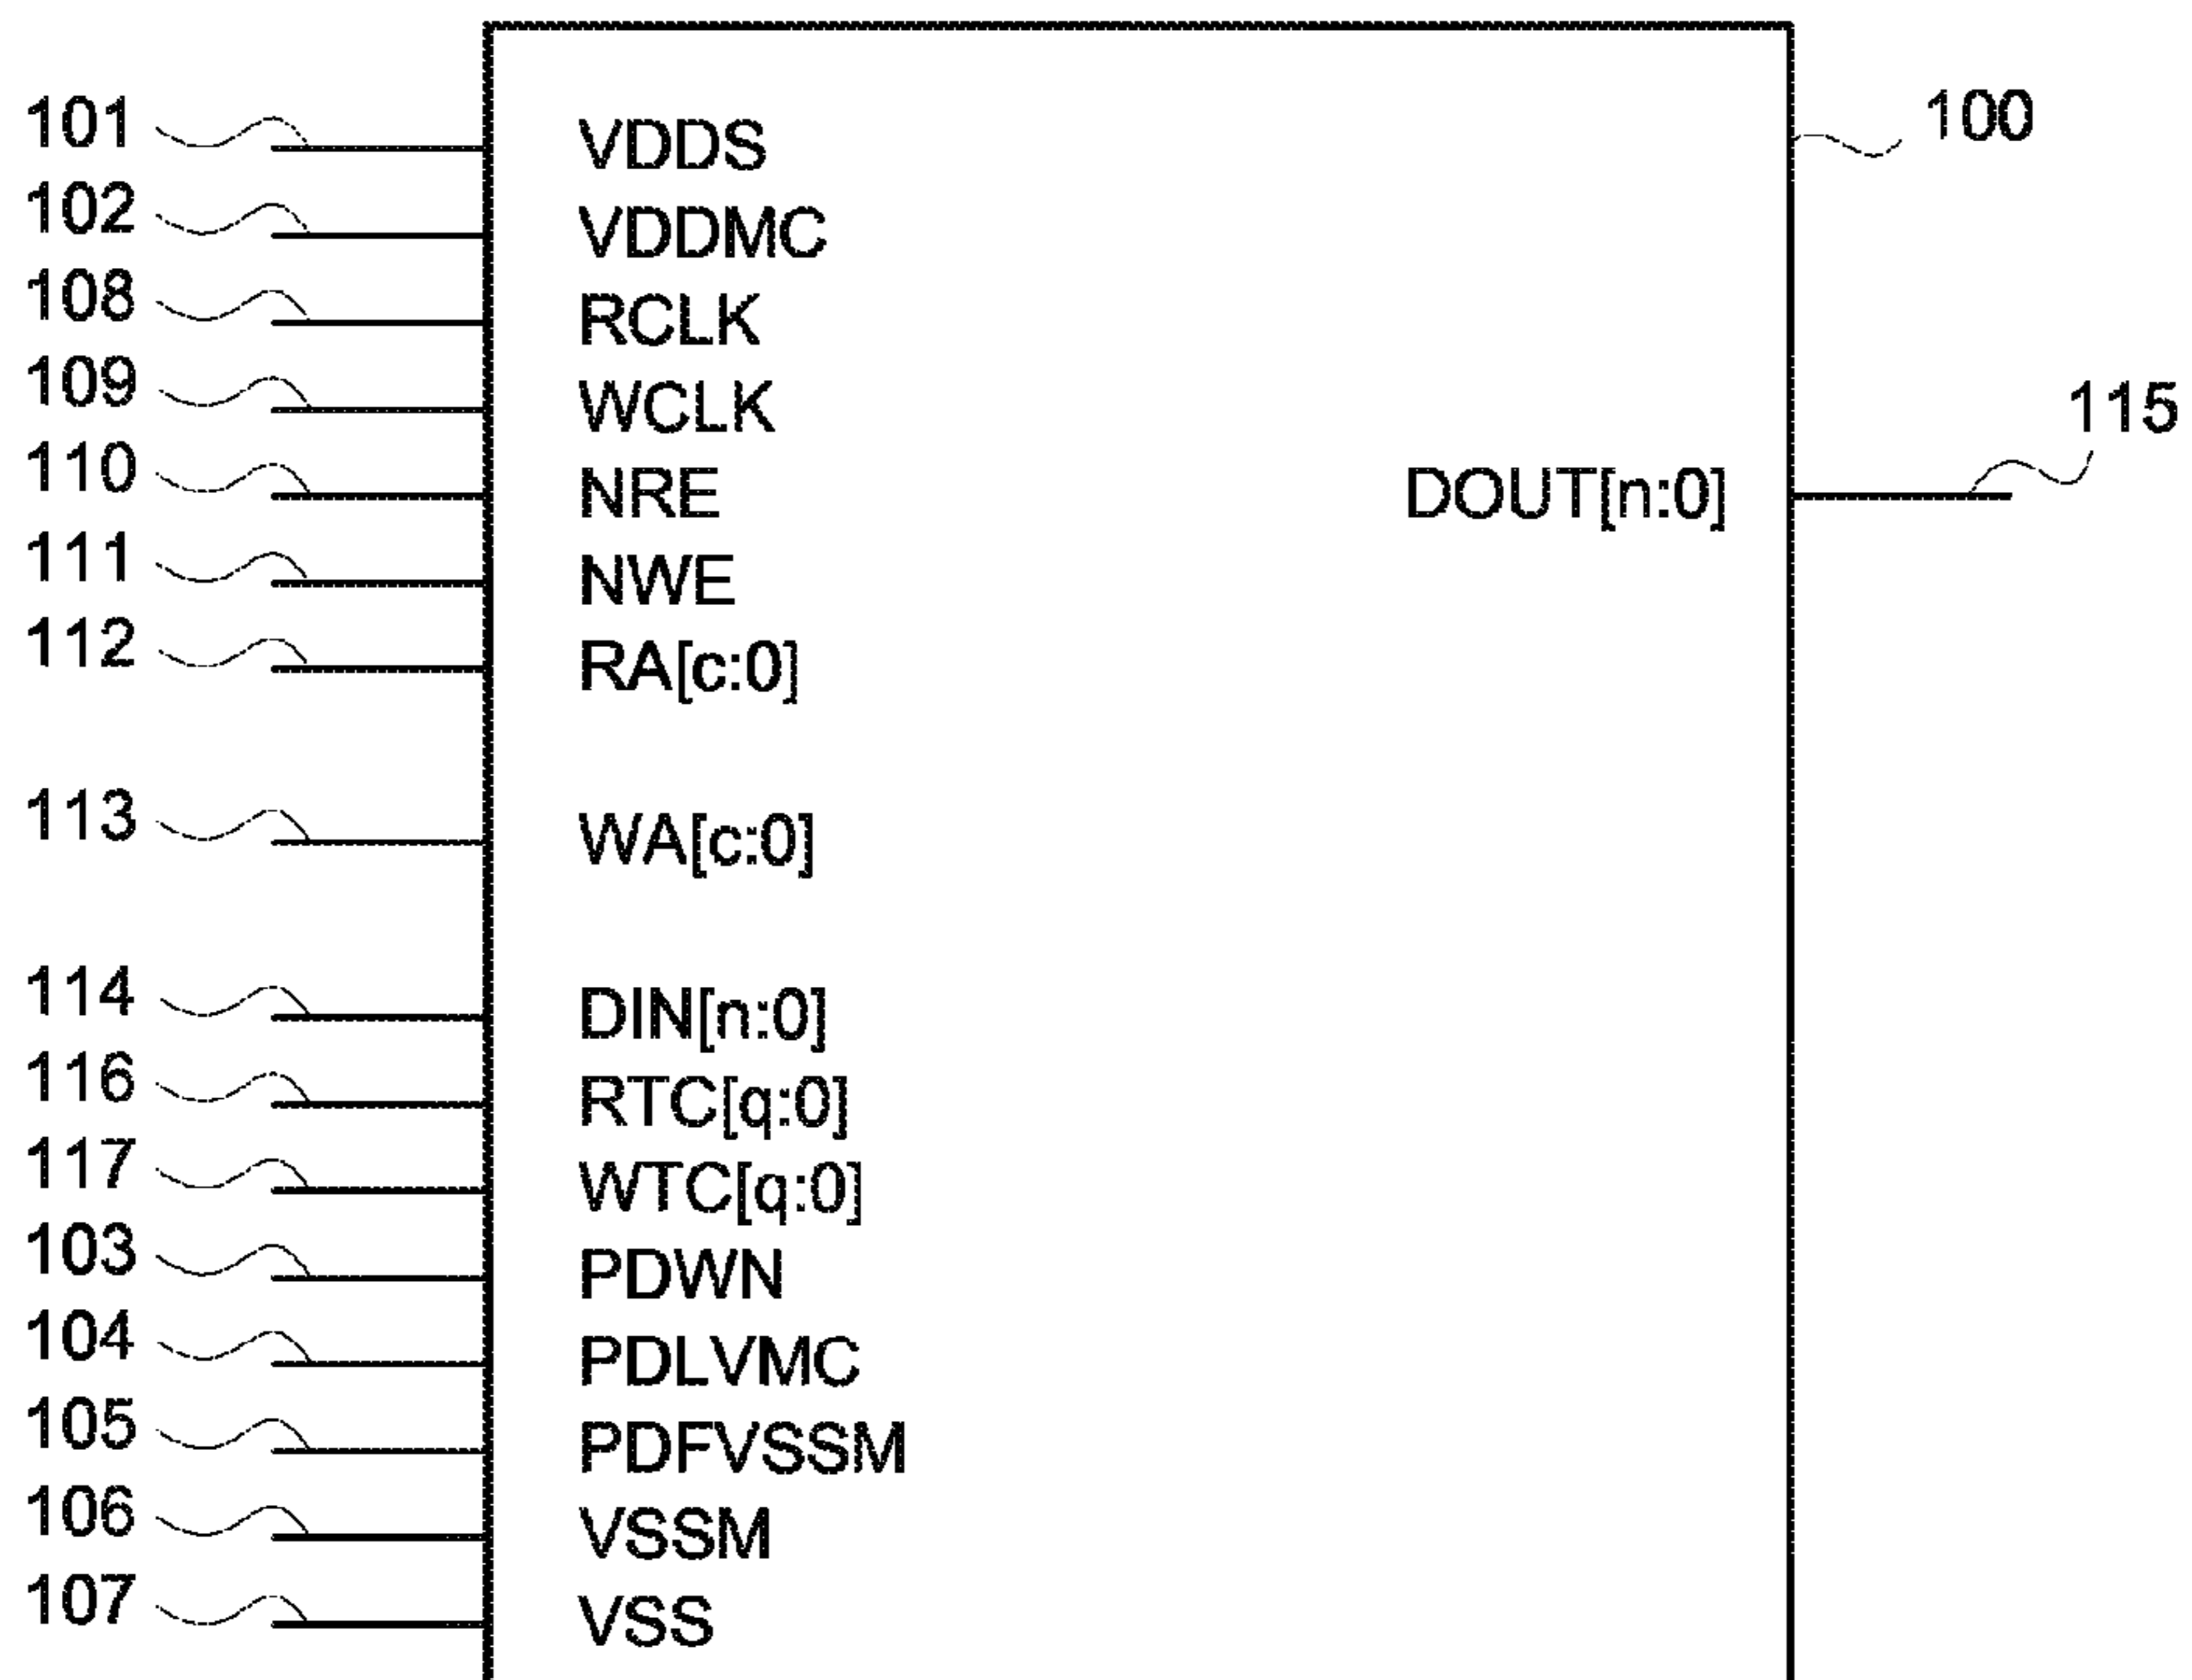 101 VDDS 100
102 VDDMC
108 RCLK
109 WCLK 115
110 NRE DOUT[n:0]
111 NWE
112 RA[c:0]
113 WA[c:0]
114 DIN[n:0]
116 RTC[q:0]
117 WTC[q:0]
103 PDWN
104 PDLVMC
105 PDFVSSM
106 VSSM
107 VSS